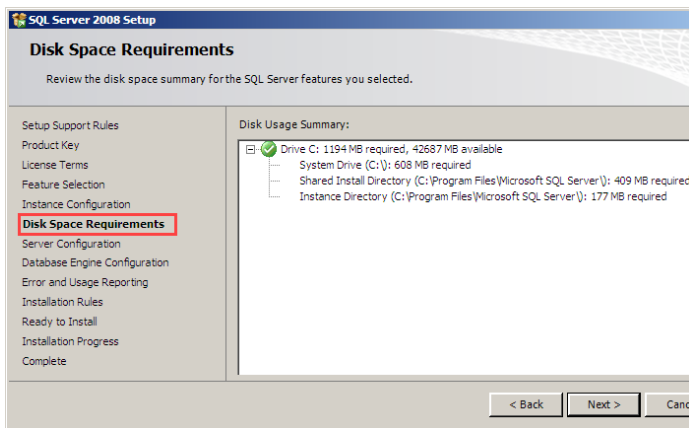 SQL Server 2008 Setup
Disk Space Requirements
Review the disk space summary for the SQL Server features you selected.
Setup Support Rules
Product Key
License Terms
Feature Selection
Instance Configuration
Disk Space Requirements
Server Configuration
Database Engine Configuration
Error and Usage Reporting
Installation Rules
Ready to Install
Installation Progress
Complete
Disk Usage Summary:
Drive C: 1194 MB required, 42687 MB available
System Drive (C:\): 608 MB required
Shared Install Directory (C:\Program Files\Microsoft SQL Server\): 409 MB required
Instance Directory (C:\Program Files\Microsoft SQL Server\): 177 MB required
< Back
Next >
Canc